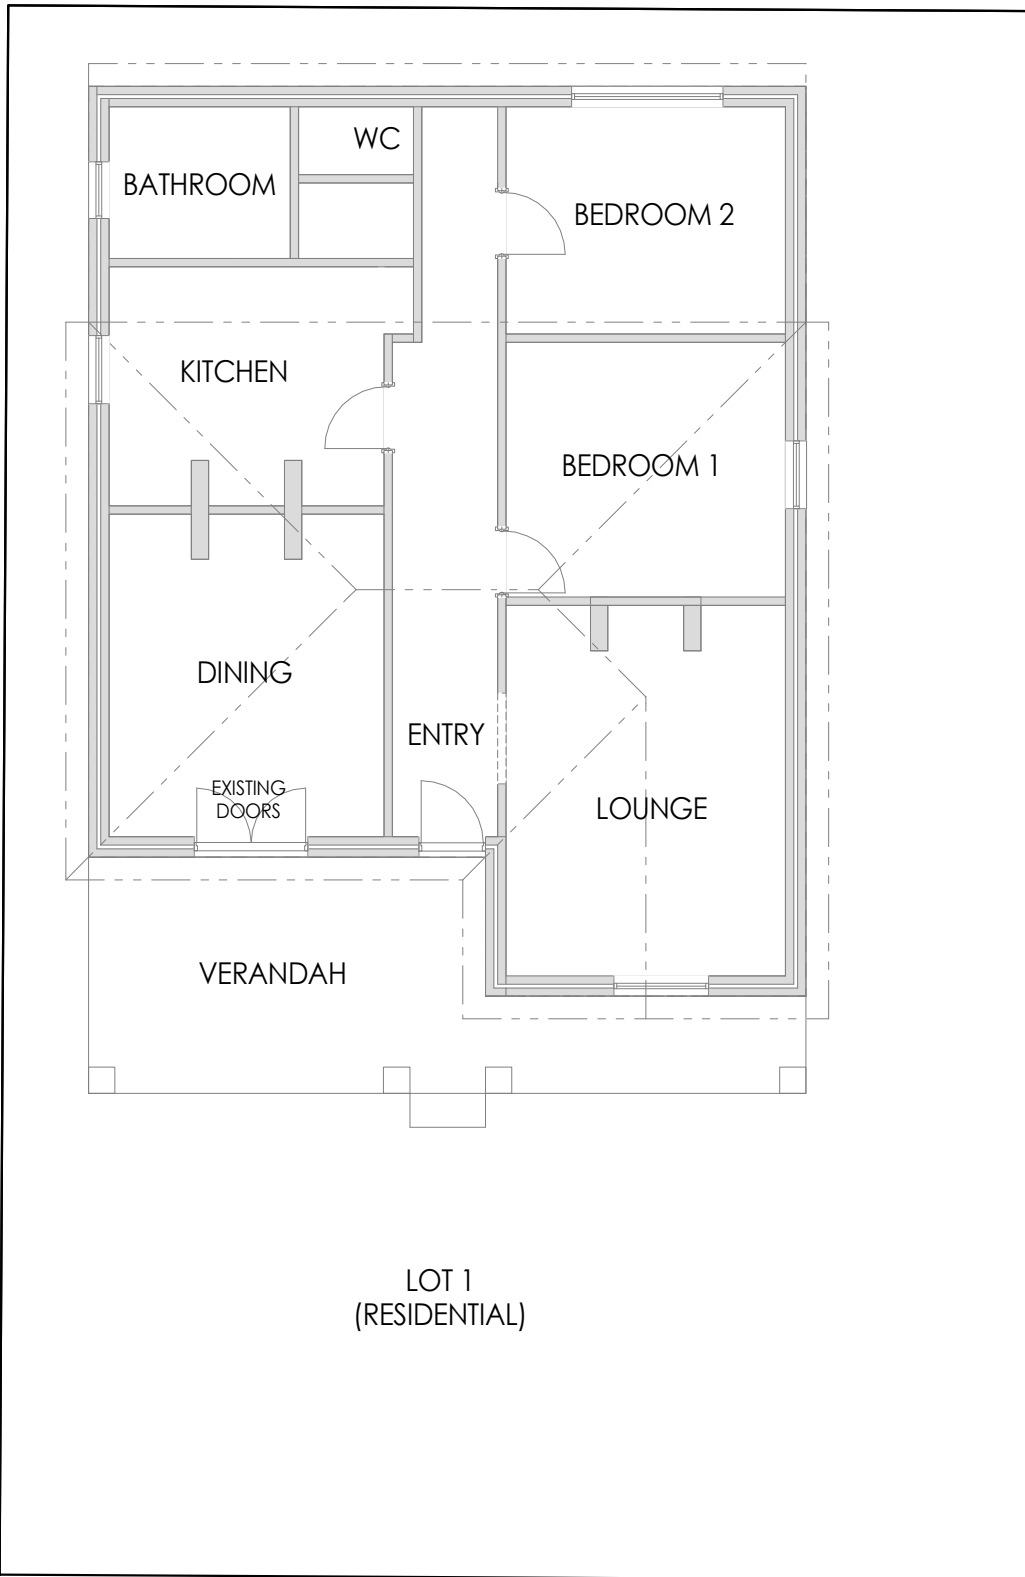 WC
BATHROOM
BEDROOM 2
KITCHEN
BEDROOM 1
DINING
ENTRY
EXISTING
DOORS
LOUNGE
VERANDAH
LOT 1
(RESIDENTIAL)